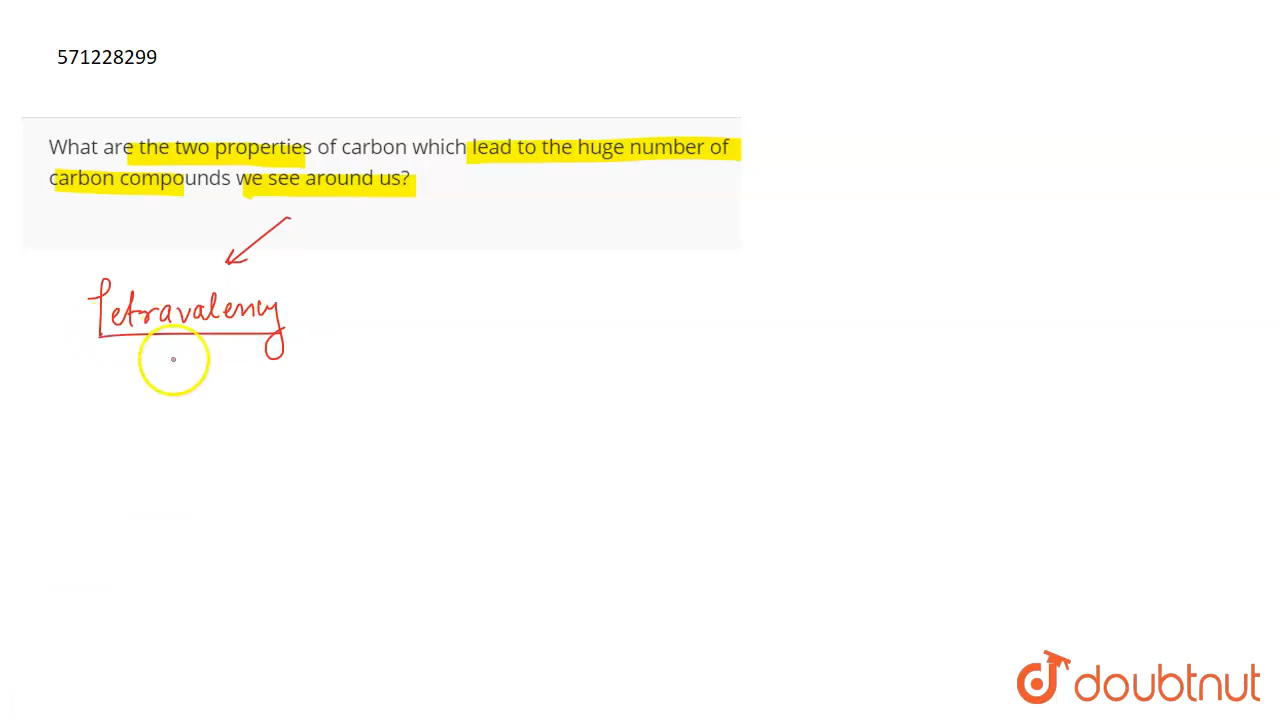 571228299
What are the two properties of carbon which lead to the huge number of
carbon compounds we see around us?
Tetravalency
doubtnut